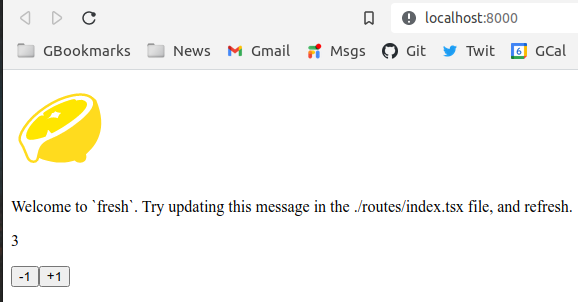 localhost:8000
GBookmarks News Gmail Msgs Git Twit 6 GCal
Welcome to `fresh`. Try updating this message in the ./routes/index.tsx file, and refresh.
3
-1 +1